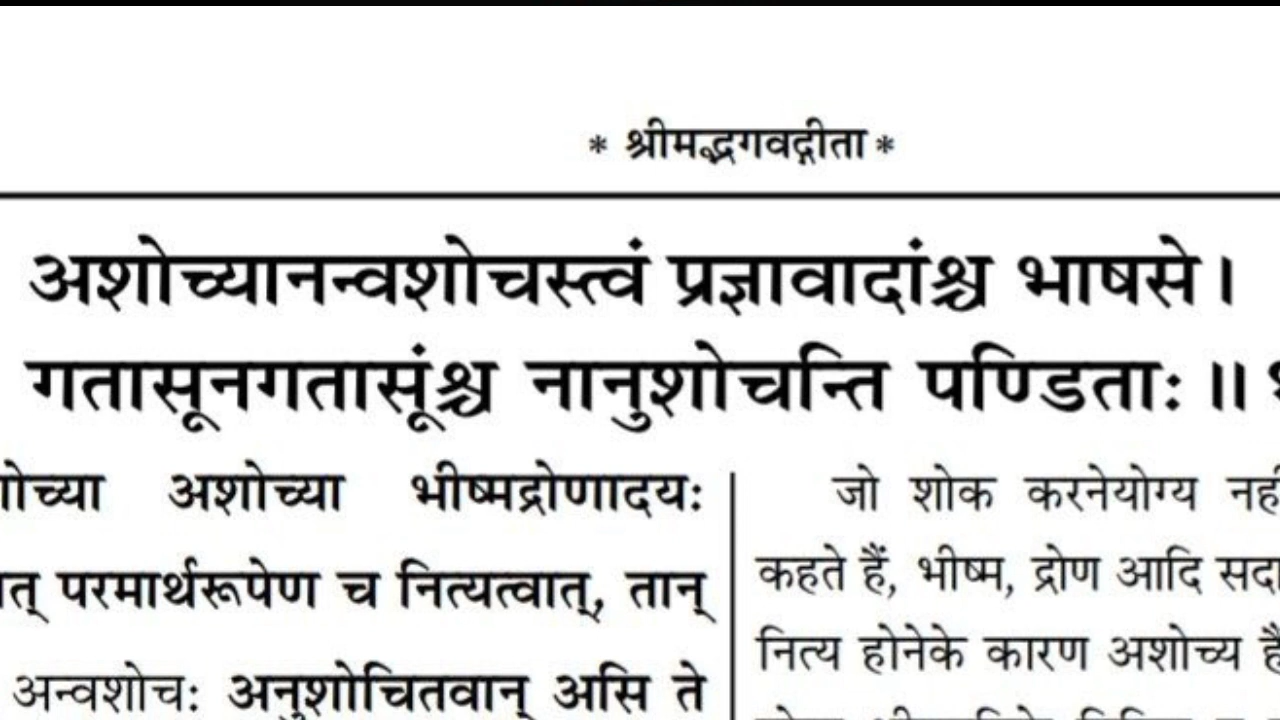 * श्रीमद्भगवद्गीता *
अशोच्यानन्वशोचस्त्वं प्रज्ञावादांश्च भाषसे।
गतासूनगतासूंश्च नानुशोचन्ति पण्डिताः॥
अशोच्या भीष्मद्रोणादयः
परमार्थरूपेण च नित्यत्वात्, तान्
अन्वशोचः अनुशोचितवान् असि ते
जो शोक करनेयोग्य
कहते हैं, भीष्म, द्रोण आदि
नित्य होनेके कारण अशोच्य